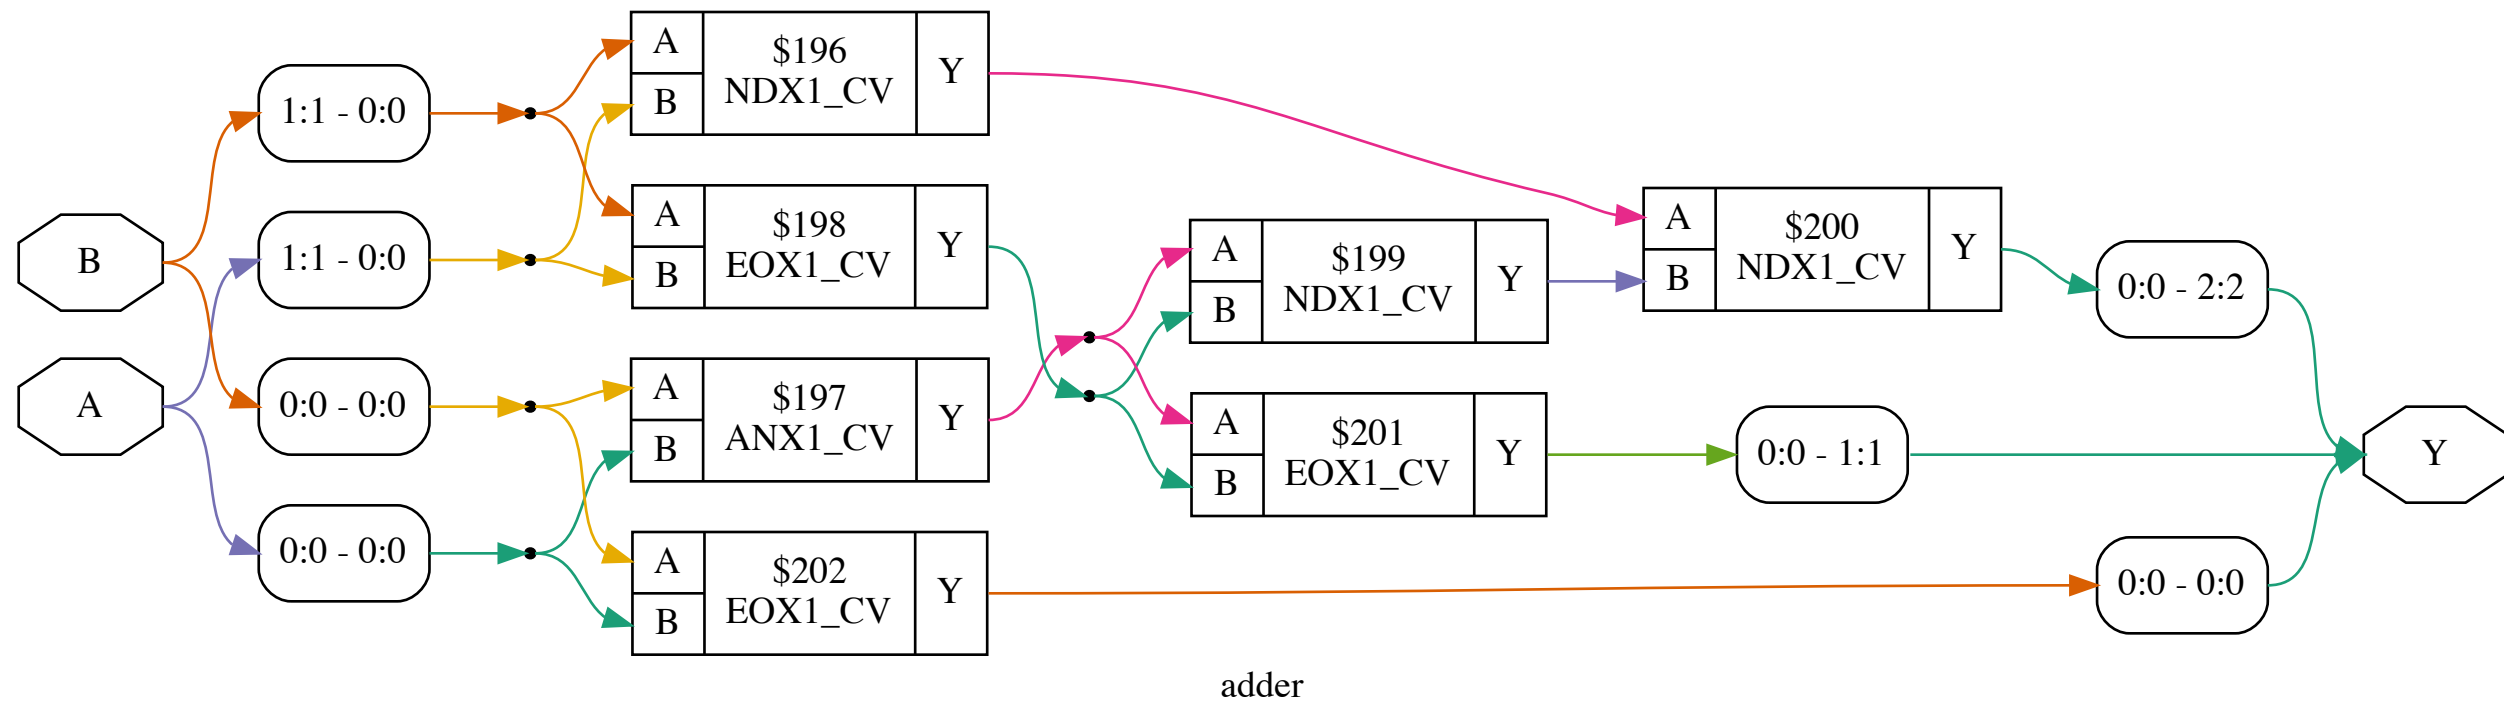 B
A
1:1 - 0:0
1:1 - 0:0
0:0 - 0:0
0:0 - 0:0
A
B
$196
NDX1_CV
Y
A
B
$198
EOX1_CV
Y
A
B
$197
ANX1_CV
Y
A
B
$202
EOX1_CV
Y
A
B
$199
NDX1_CV
Y
A
B
$201
EOX1_CV
Y
A
B
$200
NDX1_CV
Y
0:0 - 1:1
0:0 - 2:2
0:0 - 0:0
Y
adder